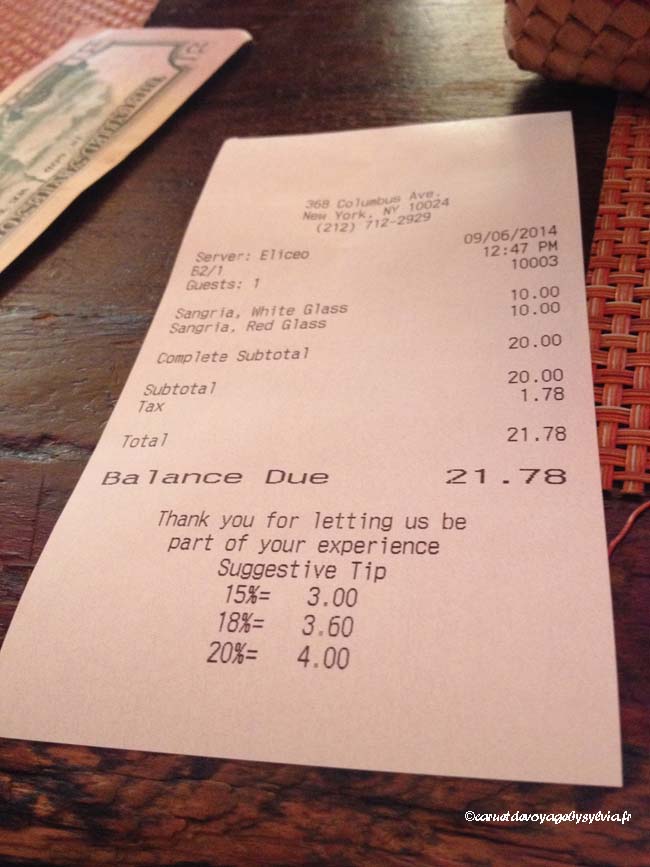 368 Columbus Ave.
New York, NY 10024
(212) 712-2929
09/06/2014
Server: Eliceo 12:47 PM
B2/1 10003
Guests: 1
Sangria, White Glass 10.00
Sangria, Red Glass 10.00
Complete Subtotal 20.00
Subtotal 20.00
Tax 1.78
Total 21.78
Balance Due 21.78
Thank you for letting us be
part of your experience
Suggestive Tip
15%= 3.00
18%= 3.60
20%= 4.00
©carnetdevoyagebysylvia.fr